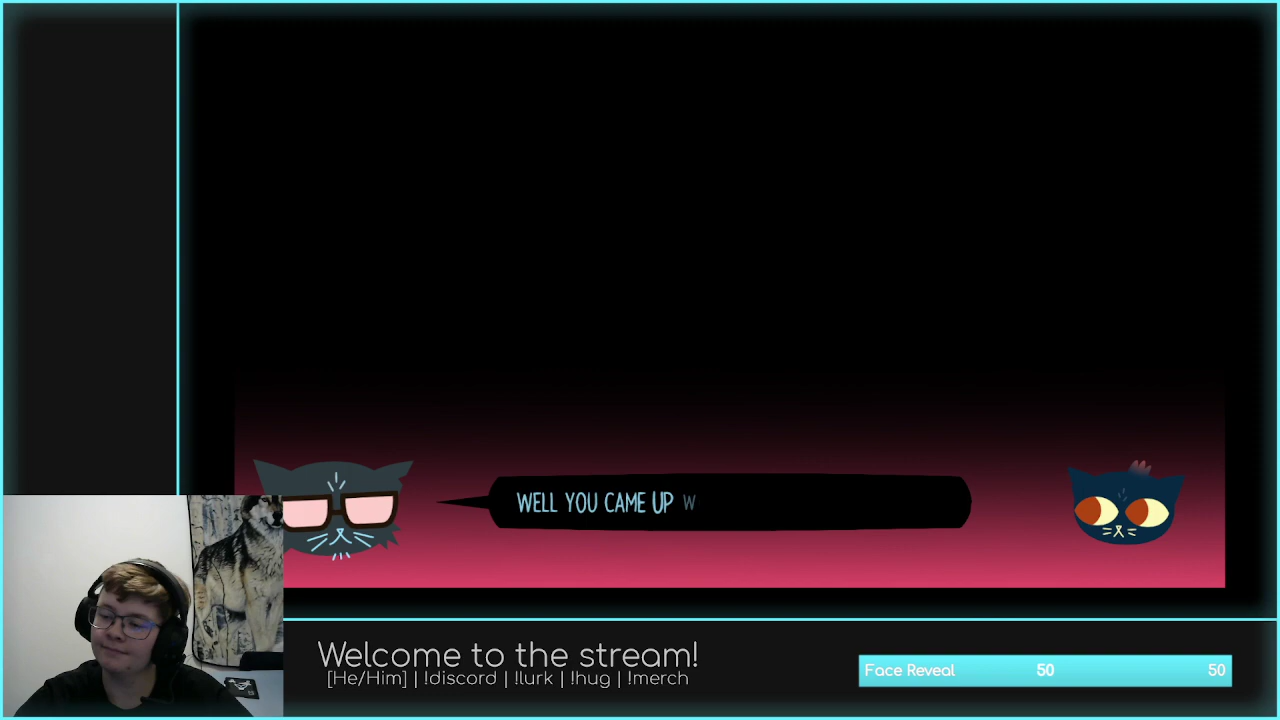 WELL YOU CAME UP W
Welcome to the stream!
[He/Him] | !discord | !lurk | !hug | !merch
Face Reveal 50 50